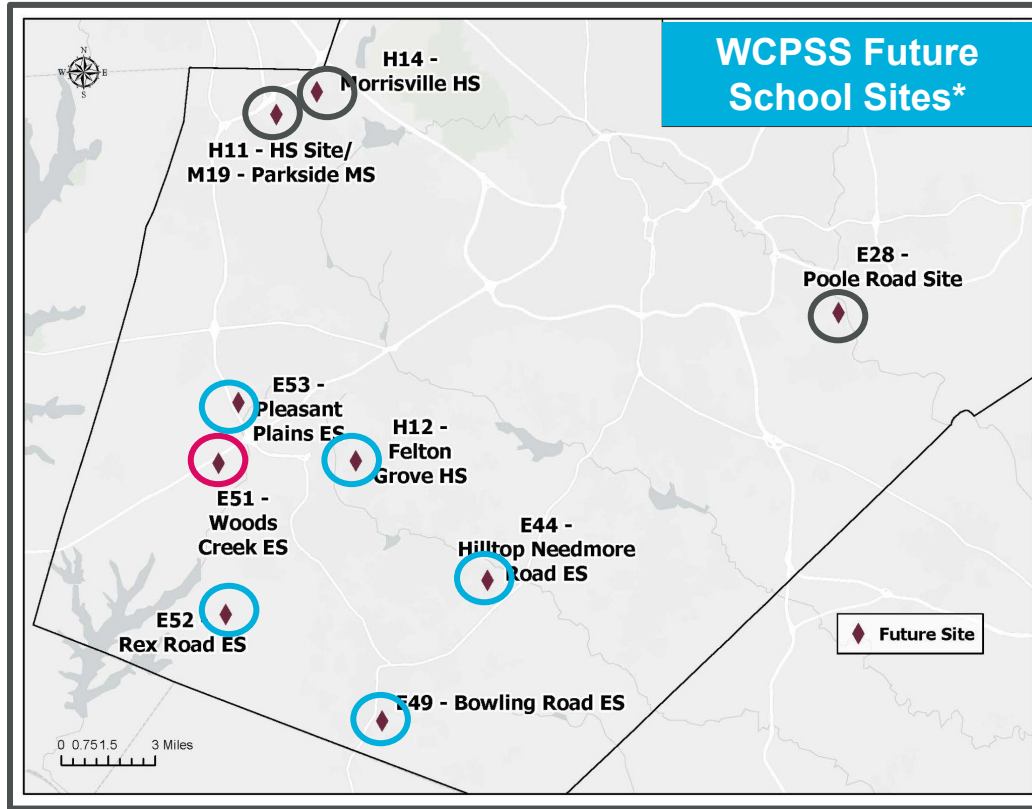 WCPSS Future
School Sites*
N
W
E
S
H14 -
Morrisville HS
H11 - HS Site/
M19 - Parkside MS
E28 -
Poole Road Site
E53 -
Pleasant
Plains ES
H12 -
Felton
Grove HS
E51 -
Woods
Creek ES
E44 -
Hilltop Needmore
Road ES
E52 -
Rex Road ES
Future Site
E49 - Bowling Road ES
0 0.75 1.5 3 Miles